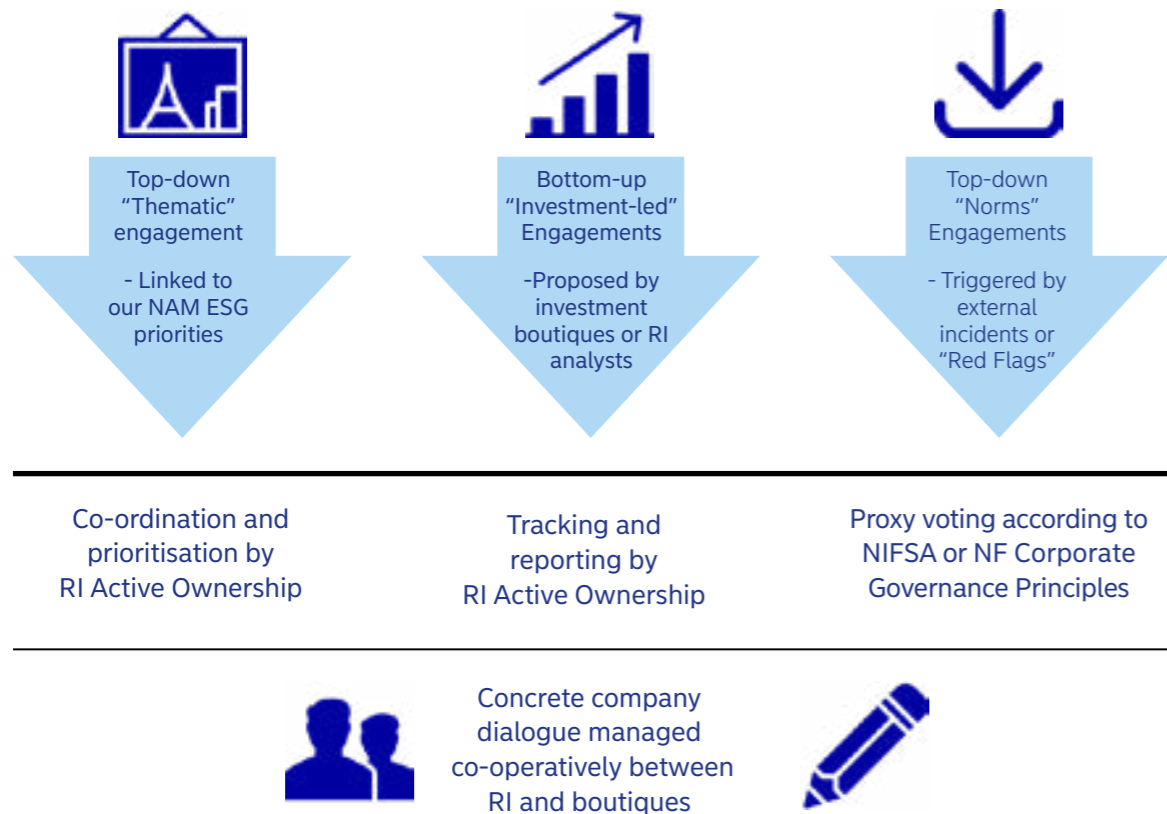 Top-down
“Thematic”
engagement
- Linked to
our NAM ESG
priorities
Bottom-up
“Investment-led”
Engagements
-Proposed by
investment
boutiques or RI
analysts
Top-down
“Norms”
Engagements
- Triggered by
external
incidents or
“Red Flags”
Co-ordination and
prioritisation by
RI Active Ownership
Tracking and
reporting by
RI Active Ownership
Proxy voting according to
NIFSA or NF Corporate
Governance Principles
Concrete company
dialogue managed
co-operatively between
RI and boutiques